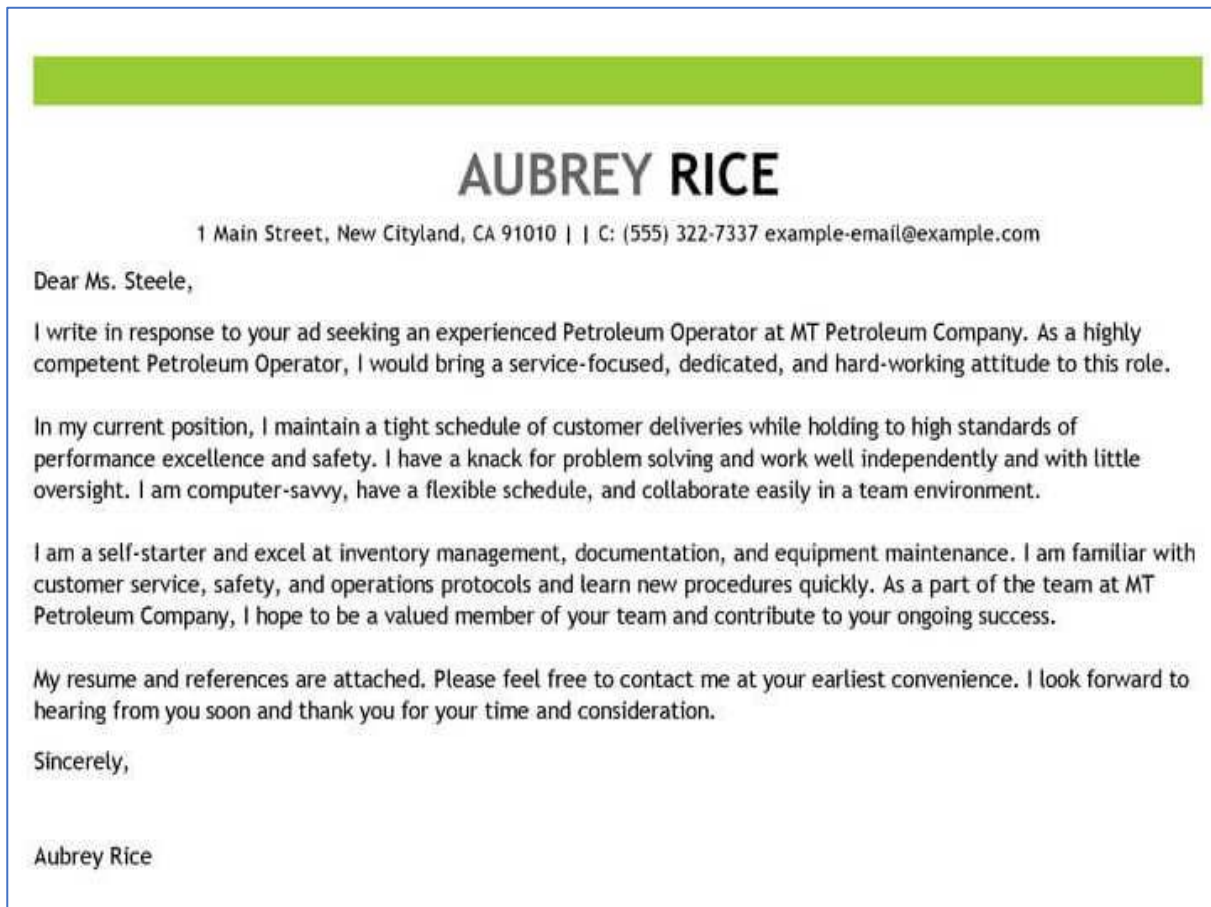 AUBREY RICE
1 Main Street, New Cityland, CA 91010 | | C: (555) 322-7337 example-email@example.com
Dear Ms. Steele,
I write in response to your ad seeking an experienced Petroleum Operator at MT Petroleum Company. As a highly
competent Petroleum Operator, I would bring a service-focused, dedicated, and hard-working attitude to this role.
In my current position, I maintain a tight schedule of customer deliveries while holding to high standards of
performance excellence and safety. I have a knack for problem solving and work well independently and with little
oversight. I am computer-savvy, have a flexible schedule, and collaborate easily in a team environment.
I am a self-starter and excel at inventory management, documentation, and equipment maintenance. I am familiar with
customer service, safety, and operations protocols and learn new procedures quickly. As a part of the team at MT
Petroleum Company, I hope to be a valued member of your team and contribute to your ongoing success.
My resume and references are attached. Please feel free to contact me at your earliest convenience. I look forward to
hearing from you soon and thank you for your time and consideration.
Sincerely,
Aubrey Rice